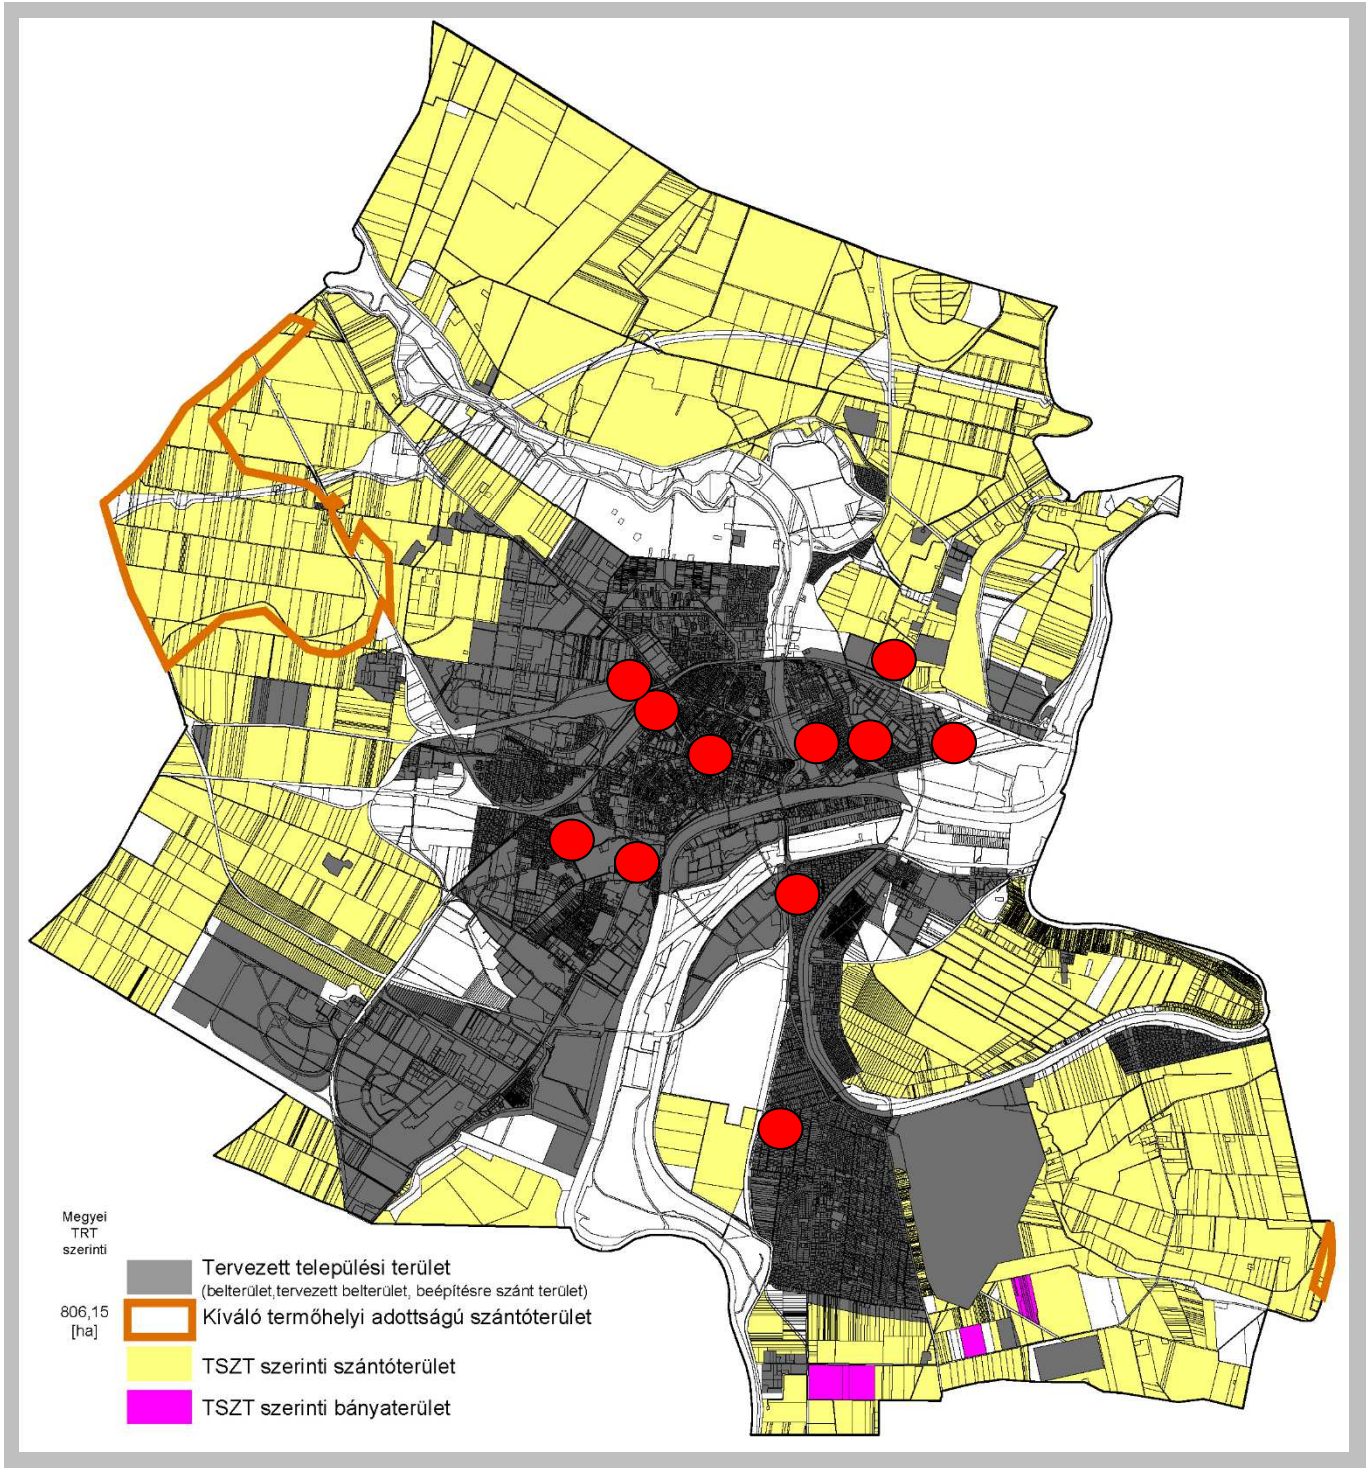 Megyei
TRT
szerinti
Tervezett települési terület
(belterület,tervezett belterület, beépítésre szánt terület)
806,15
[ha]
Kíváló termőhelyi adottságú szántóterület
TSZT szerinti szántóterület
TSZT szerinti bányaterület